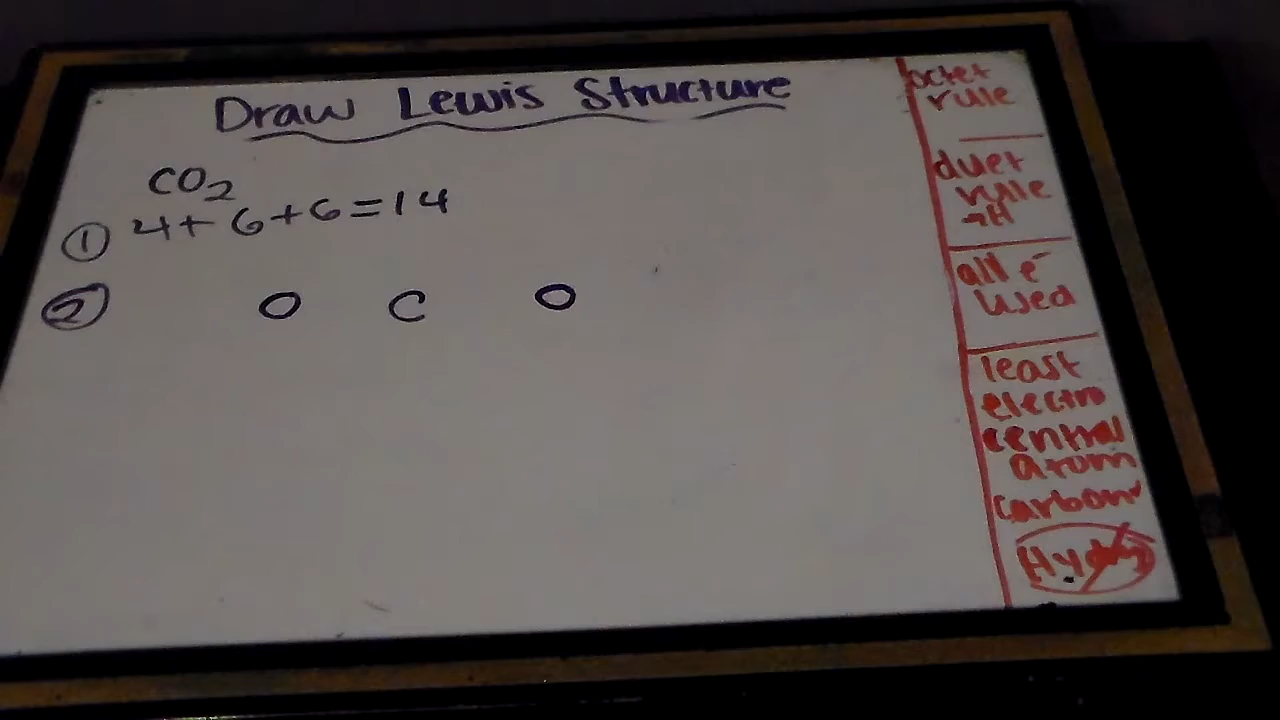 Draw Lewis Structure
CO2
① 4+6+6=14
② O C O
octet
rule
duet
rule
→H
all e⁻
used
least
electro
central
atom
carbon